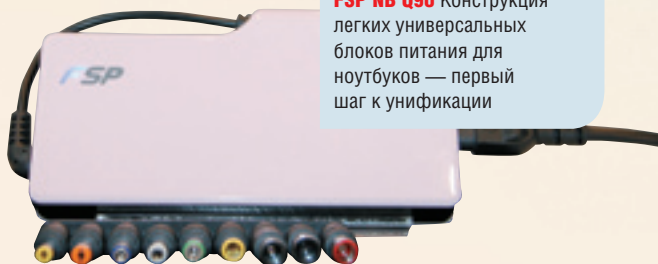 FSP NB Q90 Конструкция
легких универсальных
блоков питания для
ноутбуков — первый
шаг к унификации
FSP